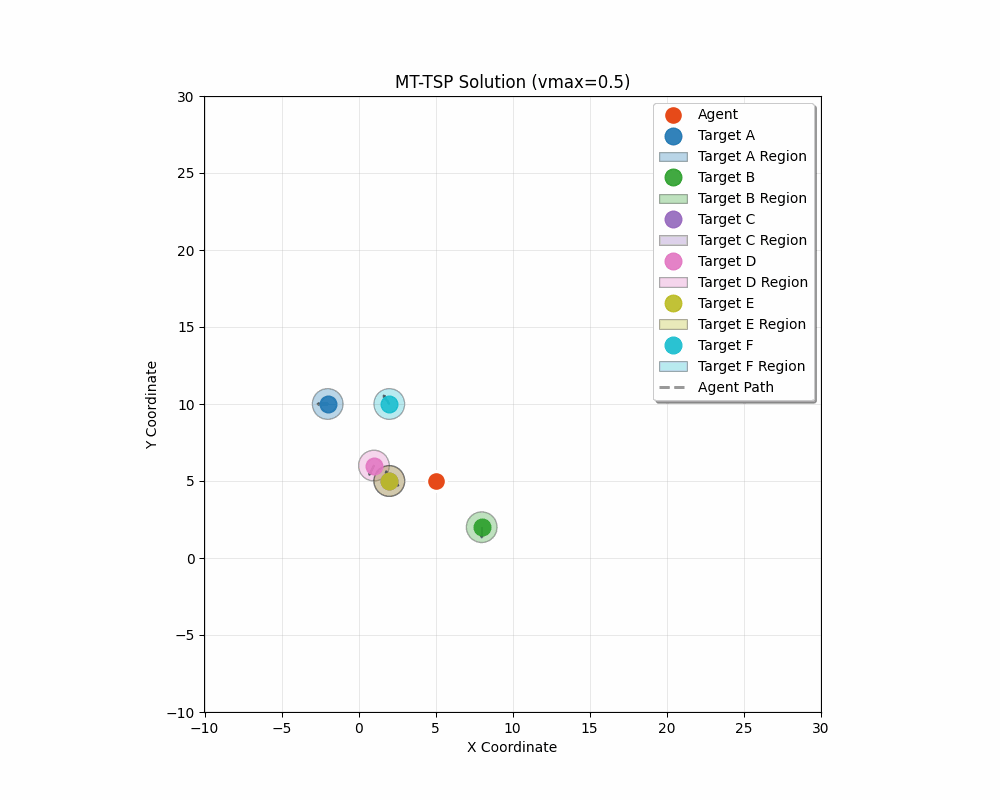 MT-TSP Solution (vmax=0.5)
30
25
20
15
10
5
0
−5
−10
Y Coordinate
−10
−5
0
5
10
15
20
25
30
X Coordinate
Agent
Target A
Target A Region
Target B
Target B Region
Target C
Target C Region
Target D
Target D Region
Target E
Target E Region
Target F
Target F Region
Agent Path